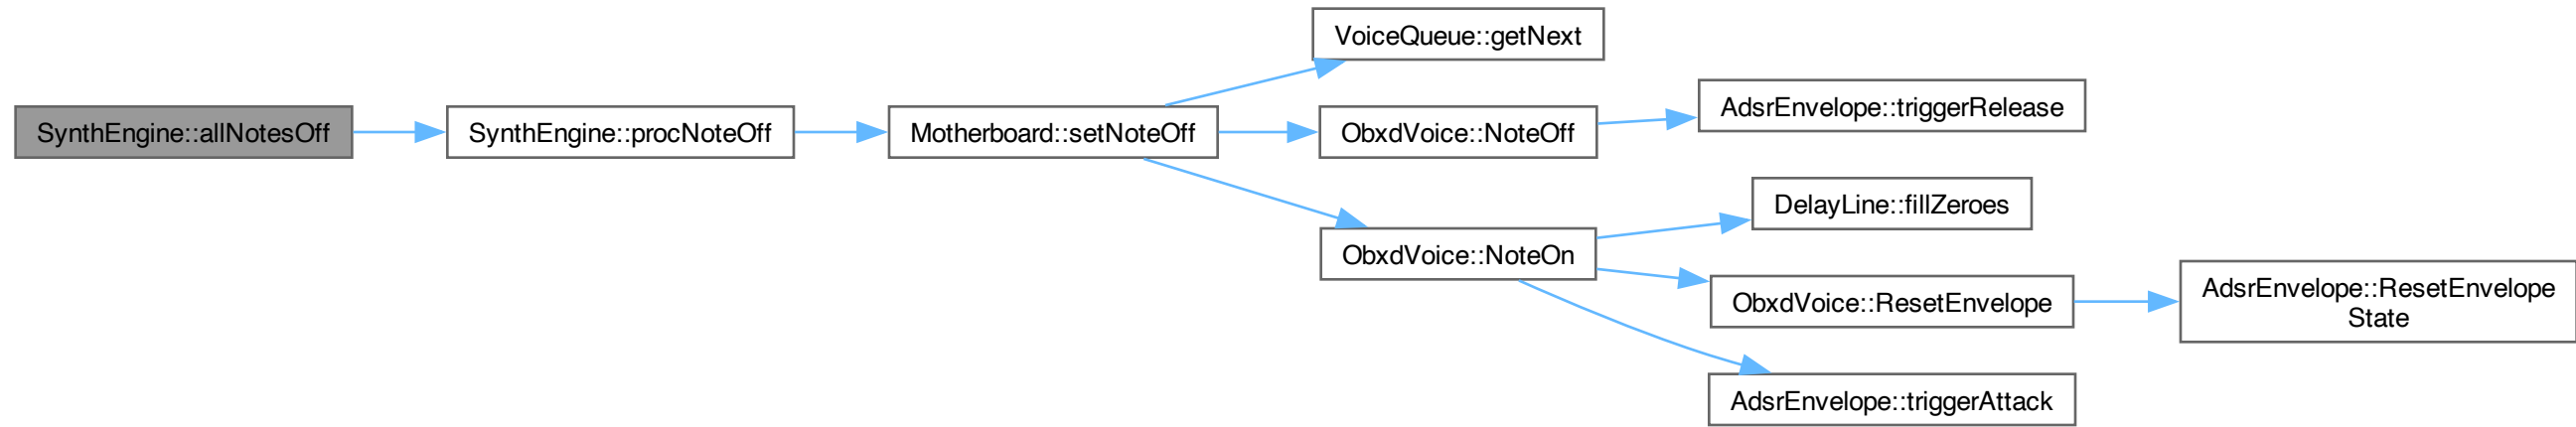 VoiceQueue::getNext
AdsrEnvelope::triggerRelease
SynthEngine::allNotesOff
SynthEngine::procNoteOff
Motherboard::setNoteOff
ObxdVoice::NoteOff
DelayLine::fillZeroes
ObxdVoice::NoteOn
ObxdVoice::ResetEnvelope
AdsrEnvelope::ResetEnvelope
State
AdsrEnvelope::triggerAttack